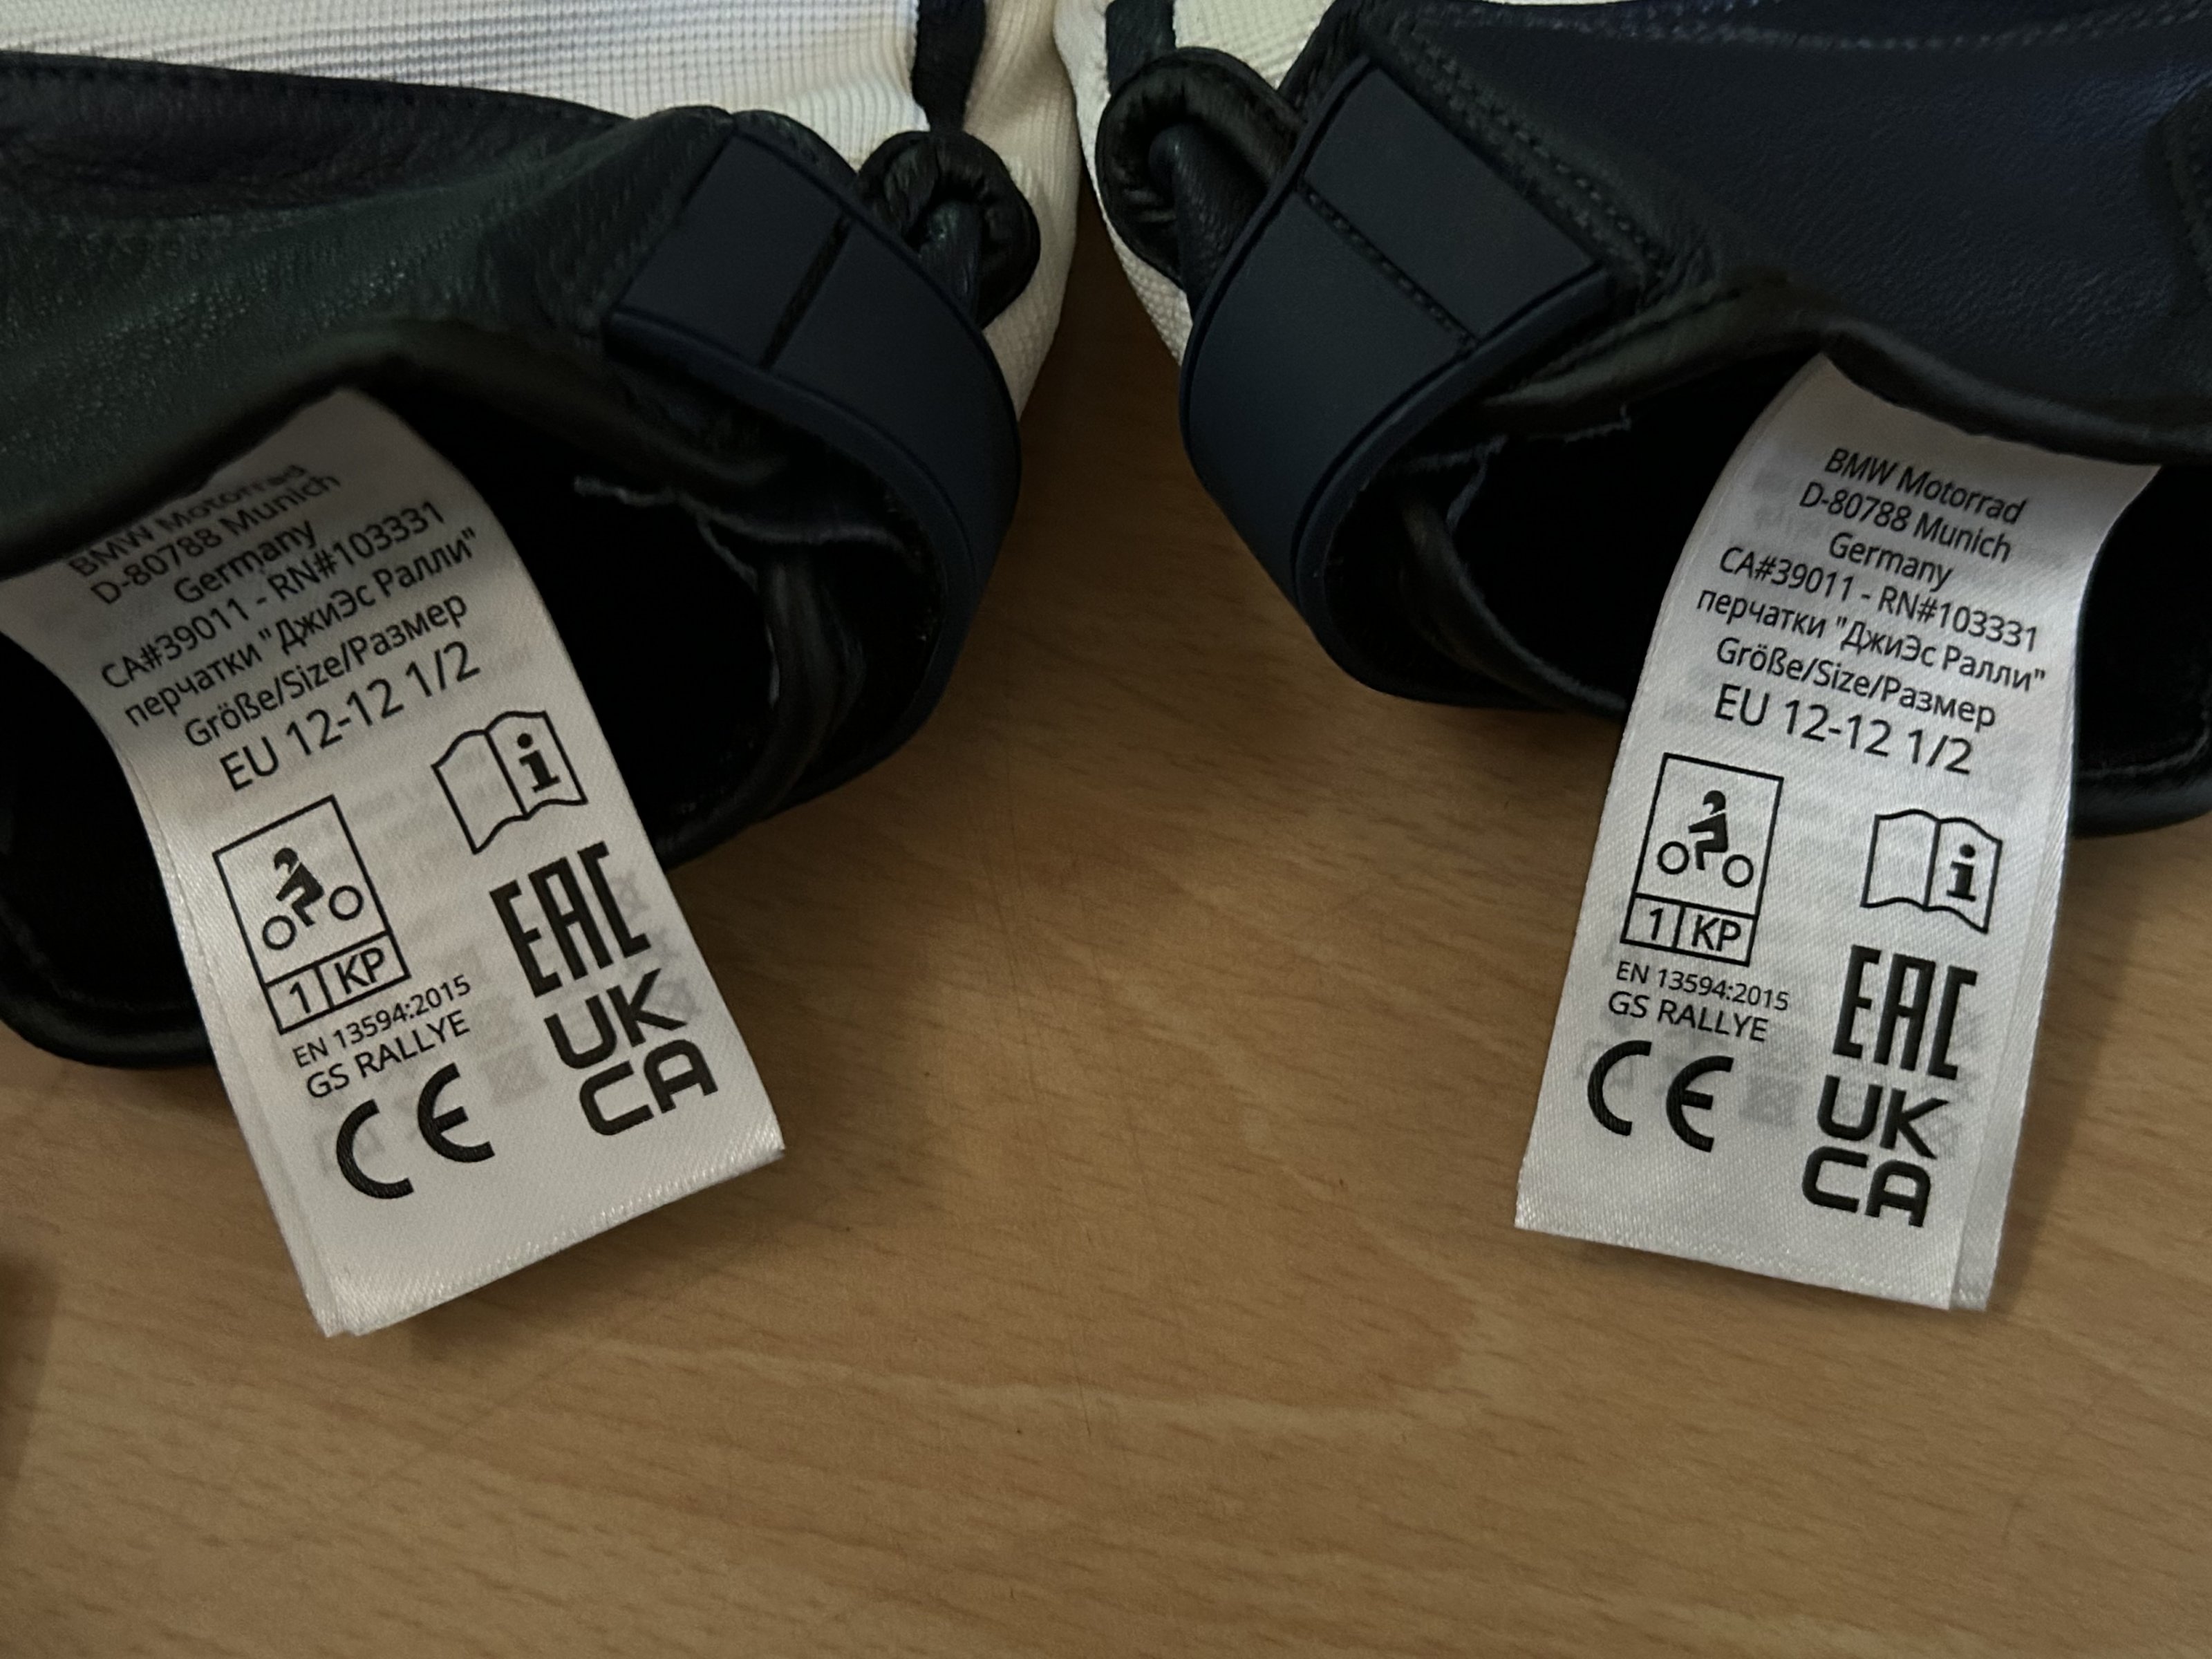 BMW Motorrad
D-80788 Munich
Germany
CA#39011 - RN#103331
перчатки "ДжиЭс Ралли"
Größe/Size/Размер
EU 12-12 1/2
i
1 KP
EN 13594:2015
GS RALLYE
CE
EAC
UK
CA
BMW Motorrad
D-80788 Munich
Germany
CA#39011 - RN#103331
перчатки "ДжиЭс Ралли"
Größe/Size/Размер
EU 12-12 1/2
i
1 KP
EN 13594:2015
GS RALLYE
CE
EAC
UK
CA